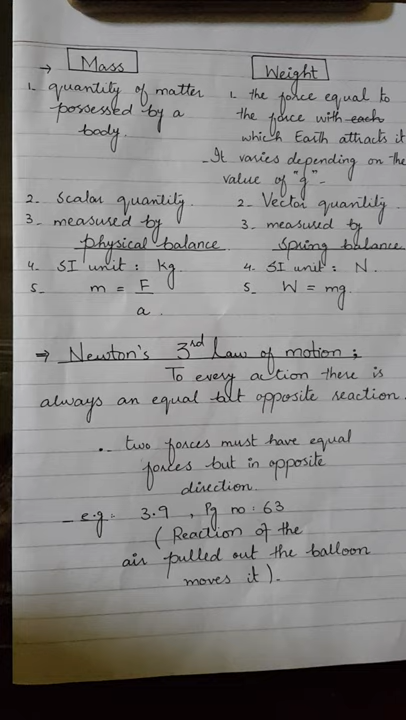 → Mass
1. quantity of matter
possessed by a
body.
2. Scalar quantity.
3- measured by
physical balance
4. SI unit : kg
5_ m = F/a.
Weight
1. the force equal to
the force with each
which Earth attracts it
-It varies depending on the
value of "g"-
2- Vector quantity.
3. measured by
spring balance
4. SI unit : N.
5_ W = mg.
→ Newton's 3rd law of motion ;
To every action there is
always an equal but opposite reaction.
•- two forces must have equal
forces but in opposite
direction.
- e.g:- 3.9 , Pg no : 63
( Reaction of the
air pulled out the balloon
moves it ).